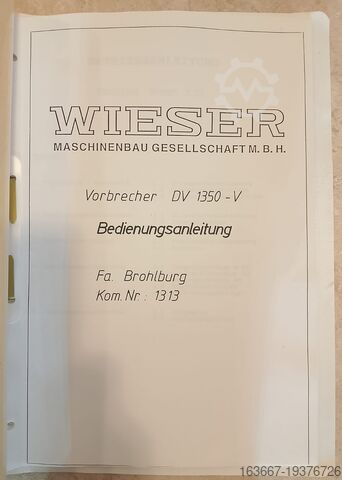 WIESER
MASCHINENBAU GESELLSCHAFT M. B. H.
Vorbrecher DV 1350 - V
Bedienungsanleitung
Fa. Brohlburg
Kom. Nr : 1313
163667-19376726